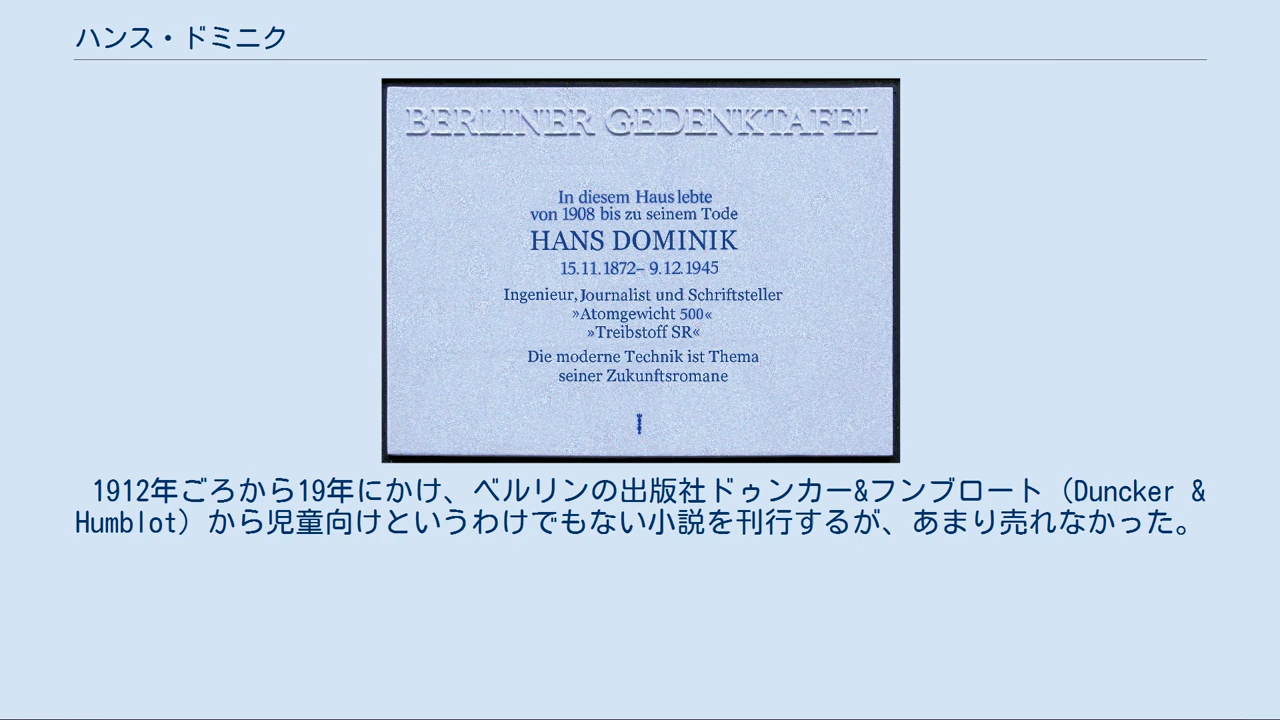 ハンス・ドミニク
BERLINER GEDENKTAFEL
In diesem Haus lebte
von 1908 bis zu seinem Tode
HANS DOMINIK
15.11.1872– 9.12.1945
Ingenieur, Journalist und Schriftsteller
»Atomgewicht 500«
»Treibstoff SR«
Die moderne Technik ist Thema
seiner Zukunftsromane
1912年ごろから19年にかけ、ベルリンの出版社ドゥンカー&フンブロート（Duncker &
Humblot）から児童向けというわけでもない小説を刊行するが、あまり売れなかった。